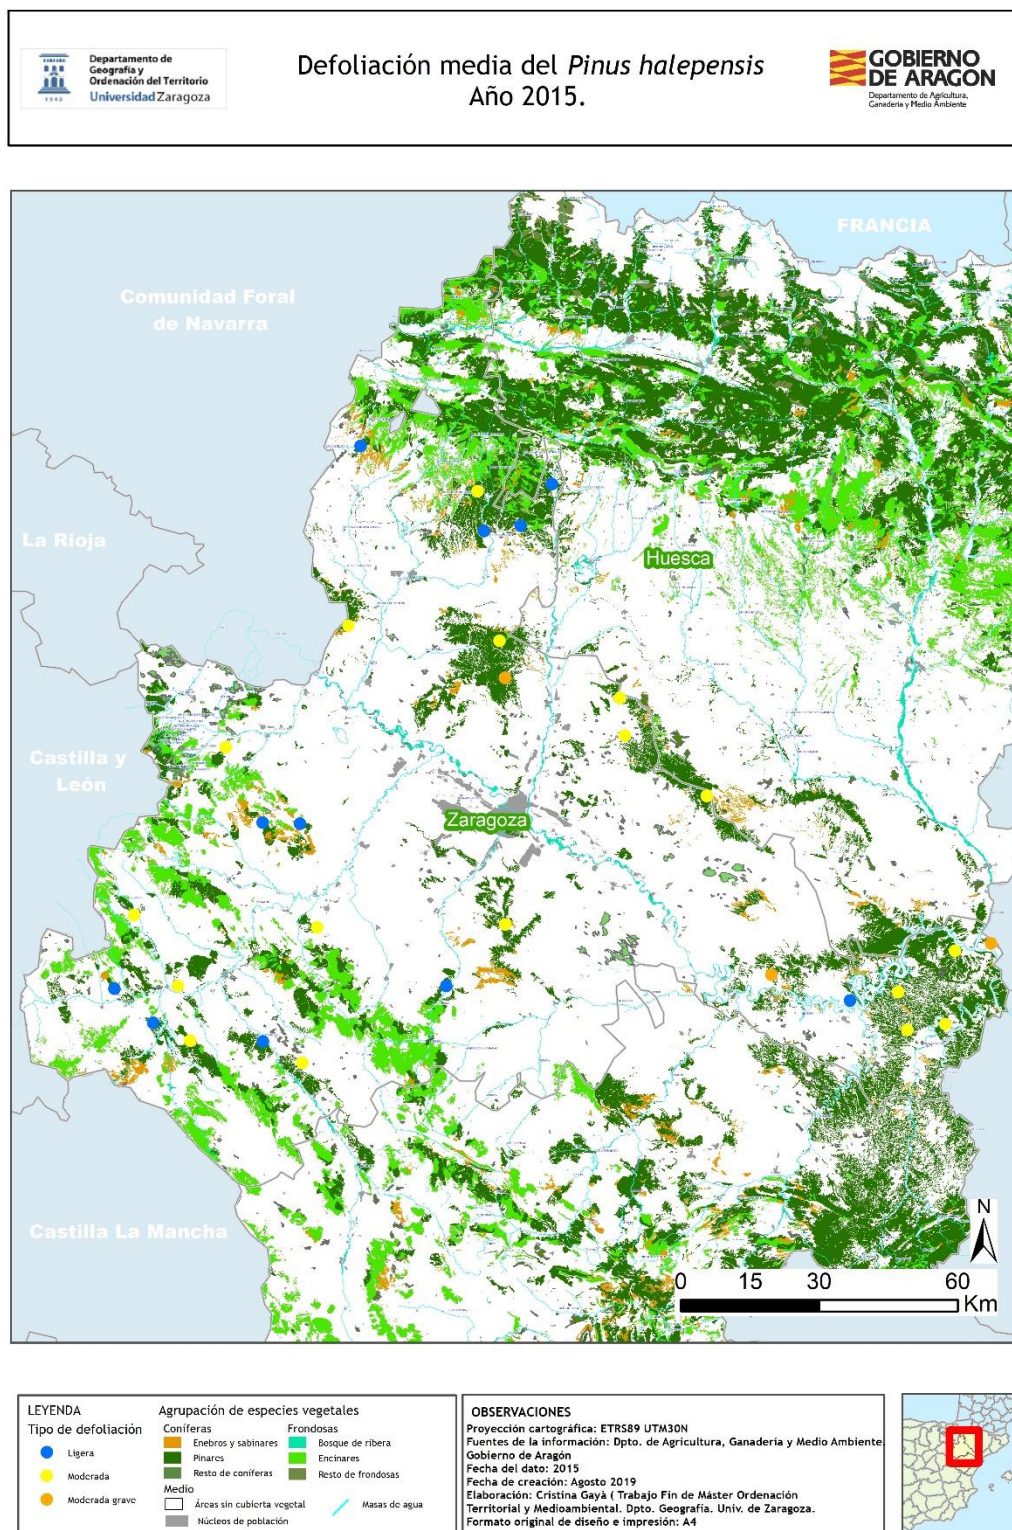 Departamento de
Geografía y
Ordenación del Territorio
Universidad Zaragoza
1542
Defoliación media del Pinus halepensis
Año 2015.
GOBIERNO
DE ARAGON
Departamento de Agricultura,
Ganadería y Medio Ambiente
FRANCIA
Comunidad Foral
de Navarra
La Rioja
Huesca
Castilla y
León
Zaragoza
Castilla La Mancha
N
0 15 30 60
Km
LEYENDA
Tipo de defoliación
Ligera
Moderada
Moderada grave
Agrupación de especies vegetales
Coníferas
Enebros y sabinares
Pinares
Resto de coníferas
Frondosas
Bosque de ribera
Encinares
Resto de frondosas
Medio
Áreas sin cubierta vegetal
Núcleos de población
Masas de agua
OBSERVACIONES
Proyección cartográfica: ETRS89 UTM30N
Fuentes de la información: Dpto. de Agricultura, Ganadería y Medio Ambiente.
Gobierno de Aragón
Fecha del dato: 2015
Fecha de creación: Agosto 2019
Elaboración: Cristina Gayà ( Trabajo Fin de Máster Ordenación
Territorial y Medioambiental. Dpto. Geografía. Univ. de Zaragoza.
Formato original de diseño e impresión: A4